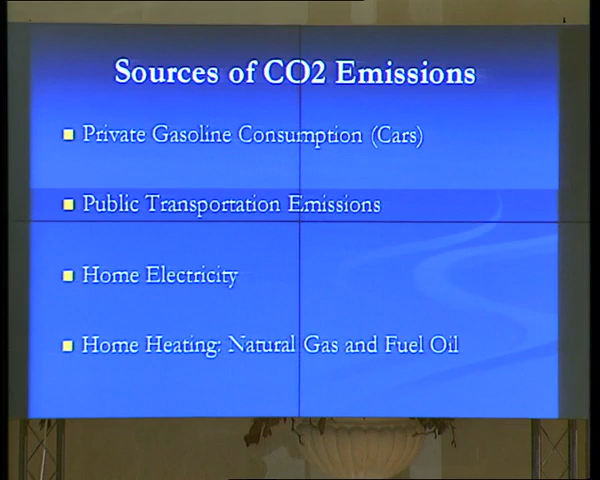 Sources of CO2 Emissions
Private Gasoline Consumption (Cars)
Public Transportation Emissions
Home Electricity
Home Heating: Natural Gas and Fuel Oil